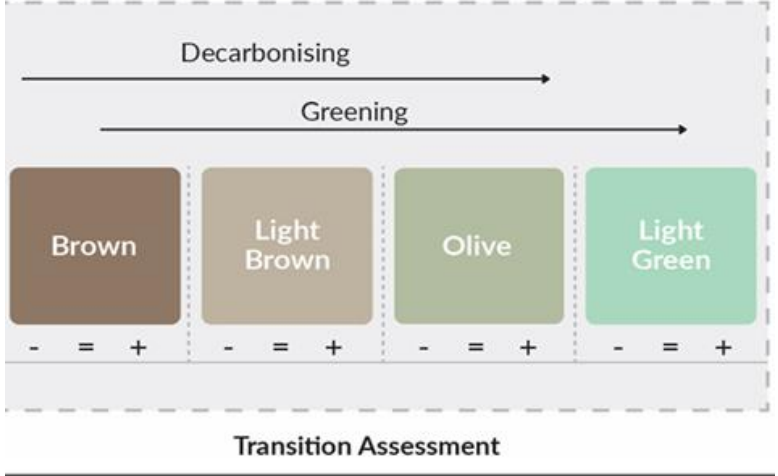 Decarbonising
Greening
Brown
Light
Brown
Olive
Light
Green
- = + - = + - = + - = +
Transition Assessment